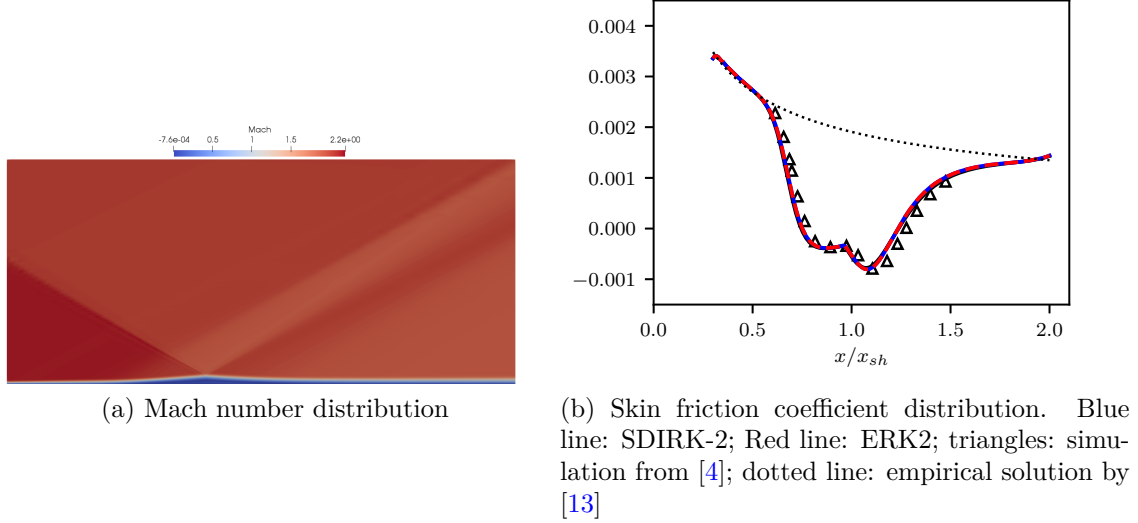 Mach
-7.6e-04 0.5 1 1.5 2.2e+00
(a) Mach number distribution
0.004
0.003
0.002
0.001
0.000
−0.001
0.0 0.5 1.0 1.5 2.0
x/x_{sh}
(b) Skin friction coefficient distribution. Blue
line: SDIRK-2; Red line: ERK2; triangles: simu-
lation from [4]; dotted line: empirical solution by
[13]